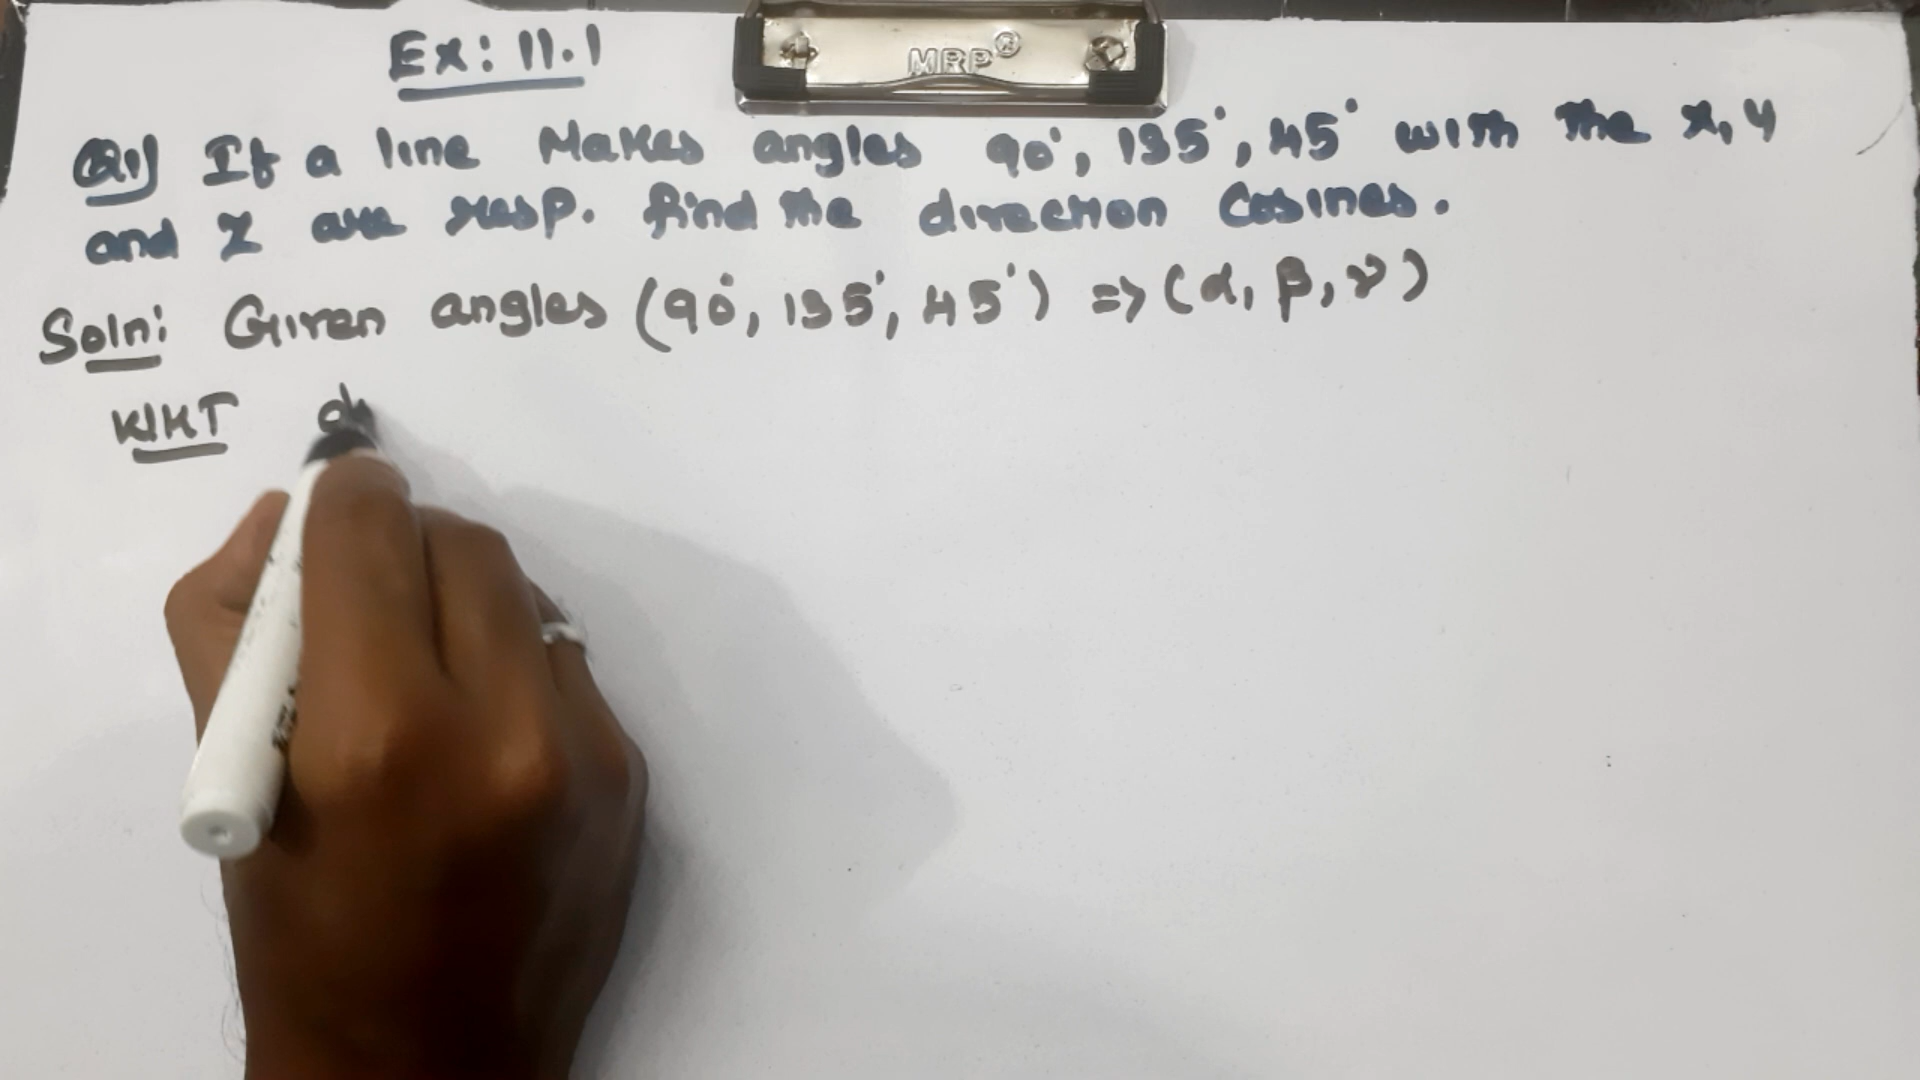 MRP®
Ex: 11.1
Q1) If a line Makes angles 90°, 135°, 45° with the x, y
and z are resp. find the direction Cosines.
Soln: Given angles (90°, 135°, 45°) => (α, β, γ)
WKT d